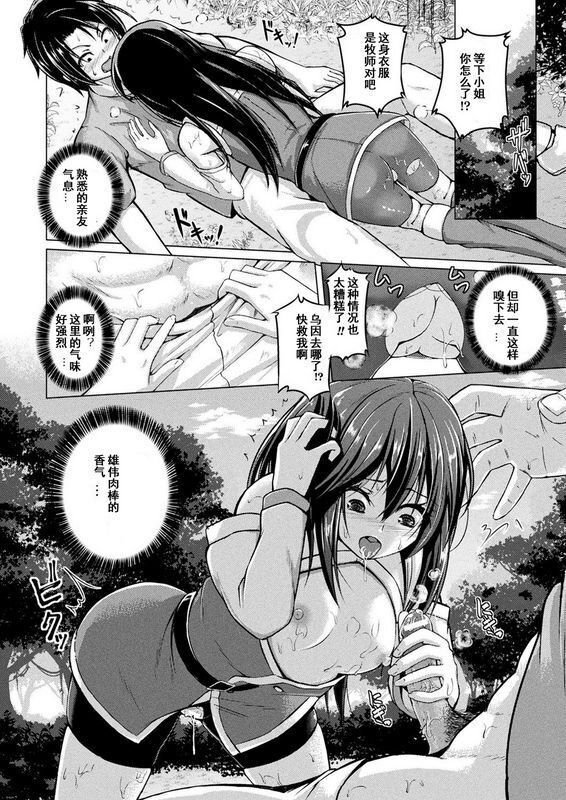 等下小姐
你怎么了!?
这身衣服
是牧师对吧
熟悉的亲友
气息…
ドキッ
ドキッ
但却一直这样
嗅下去…
这种情况也
太糟糕了!!
乌因去哪了!?
快救我啊
啊咧?
这里的气味
好强烈…
雄伟肉棒的
香气…
ビクッ